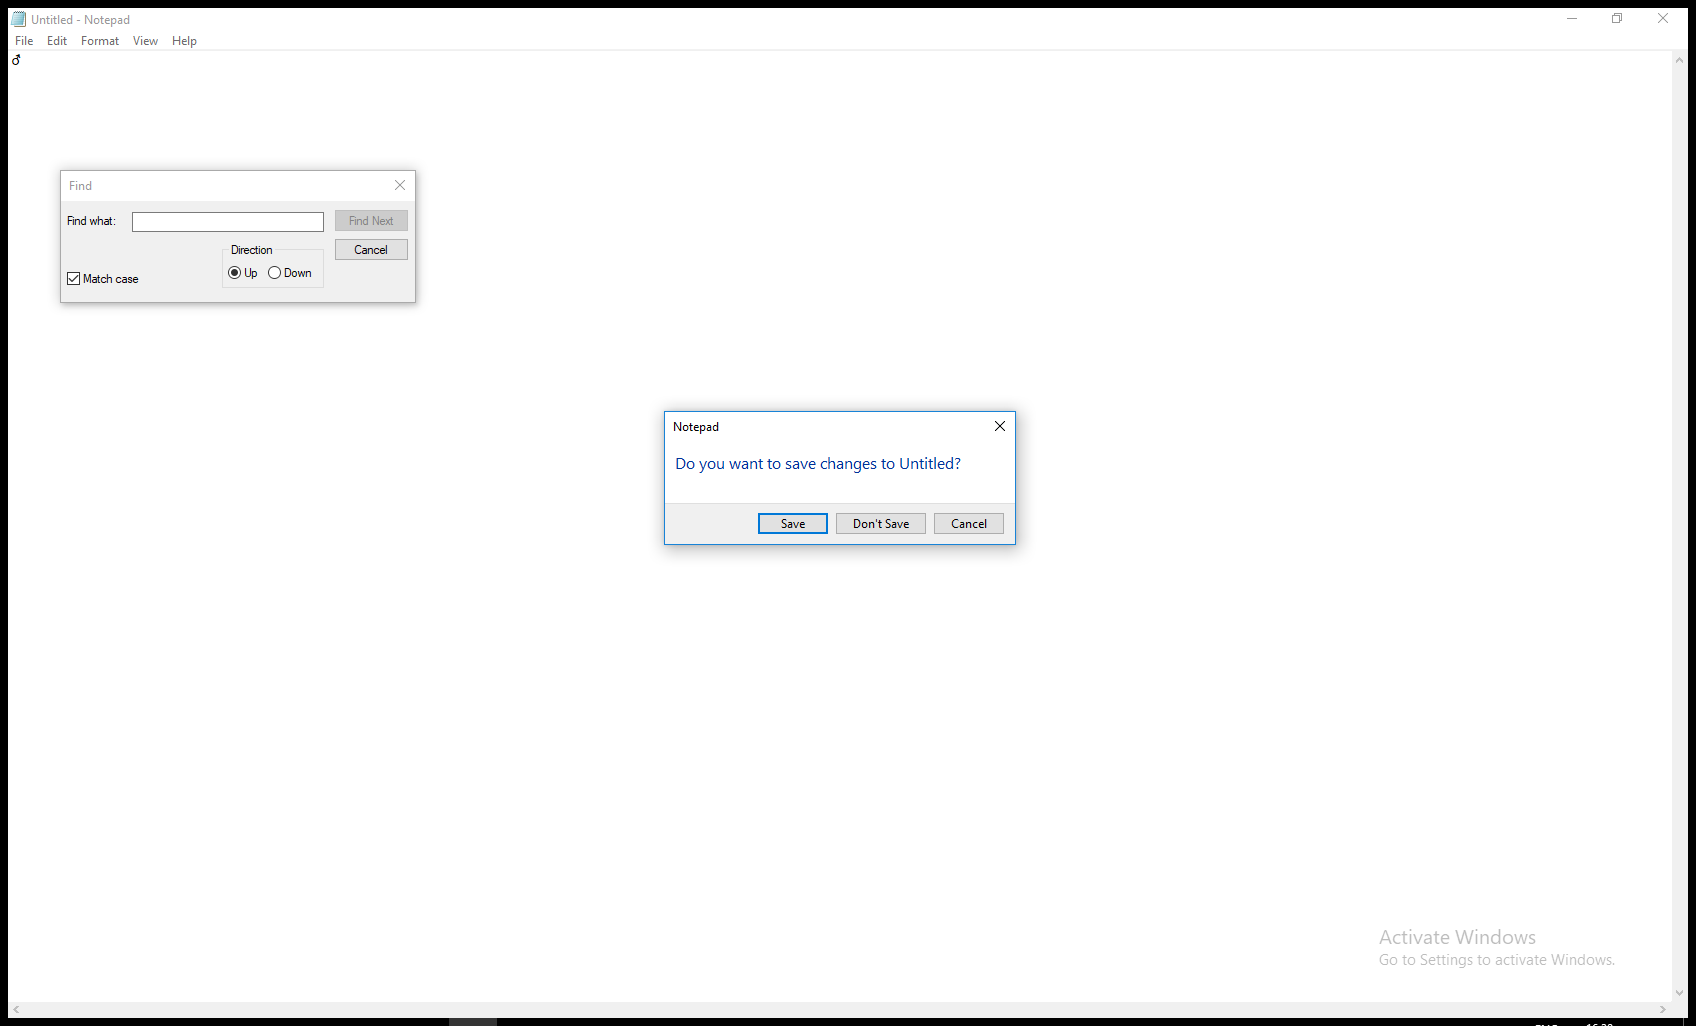 Untitled - Notepad
File Edit Format View Help
♂
Find
Find what:
Find Next
Direction
Cancel
Up Down
Match case
Notepad
Do you want to save changes to Untitled?
Save Don't Save Cancel
Activate Windows
Go to Settings to activate Windows.